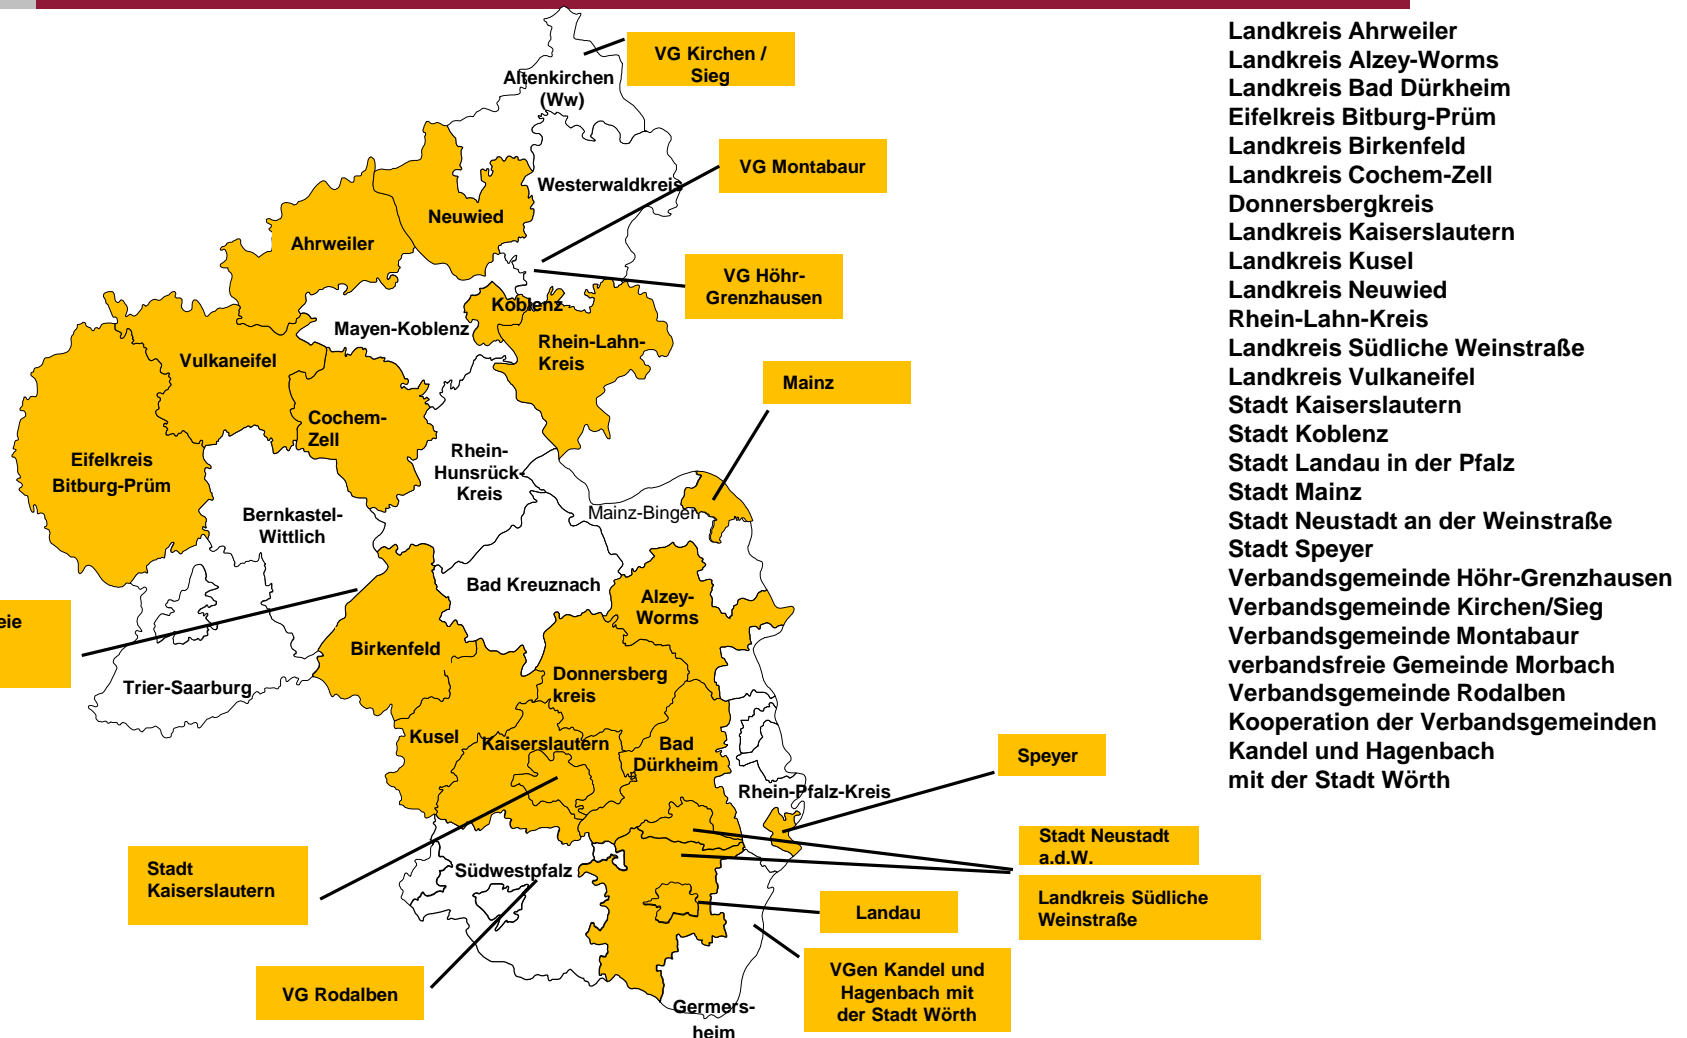 VG Kirchen /
Sieg
Altenkirchen
(Ww)
VG Montabaur
Westerwaldkreis
Neuwied
Ahrweiler
VG Höhr-
Grenzhausen
Koblenz
Mayen-Koblenz
Rhein-Lahn-
Kreis
Vulkaneifel
Mainz
Cochem-
Zell
Rhein-
Hunsrück-
Kreis
Eifelkreis
Bitburg-Prüm
Bernkastel-
Wittlich
Mainz-Bingen
Bad Kreuznach
Alzey-
Worms
eie
Birkenfeld
Trier-Saarburg
Donnersberg
kreis
Kusel
Kaiserslautern
Bad
Dürkheim
Speyer
Rhein-Pfalz-Kreis
Stadt Neustadt
a.d.W.
Stadt
Kaiserslautern
Südwestpfalz
Landkreis Südliche
Weinstraße
Landau
VG Rodalben
VGen Kandel und
Hagenbach mit
der Stadt Wörth
Germers-
heim
Landkreis Ahrweiler
Landkreis Alzey-Worms
Landkreis Bad Dürkheim
Eifelkreis Bitburg-Prüm
Landkreis Birkenfeld
Landkreis Cochem-Zell
Donnersbergkreis
Landkreis Kaiserslautern
Landkreis Kusel
Landkreis Neuwied
Rhein-Lahn-Kreis
Landkreis Südliche Weinstraße
Landkreis Vulkaneifel
Stadt Kaiserslautern
Stadt Koblenz
Stadt Landau in der Pfalz
Stadt Mainz
Stadt Neustadt an der Weinstraße
Stadt Speyer
Verbandsgemeinde Höhr-Grenzhausen
Verbandsgemeinde Kirchen/Sieg
Verbandsgemeinde Montabaur
verbandsfreie Gemeinde Morbach
Verbandsgemeinde Rodalben
Kooperation der Verbandsgemeinden
Kandel und Hagenbach
mit der Stadt Wörth